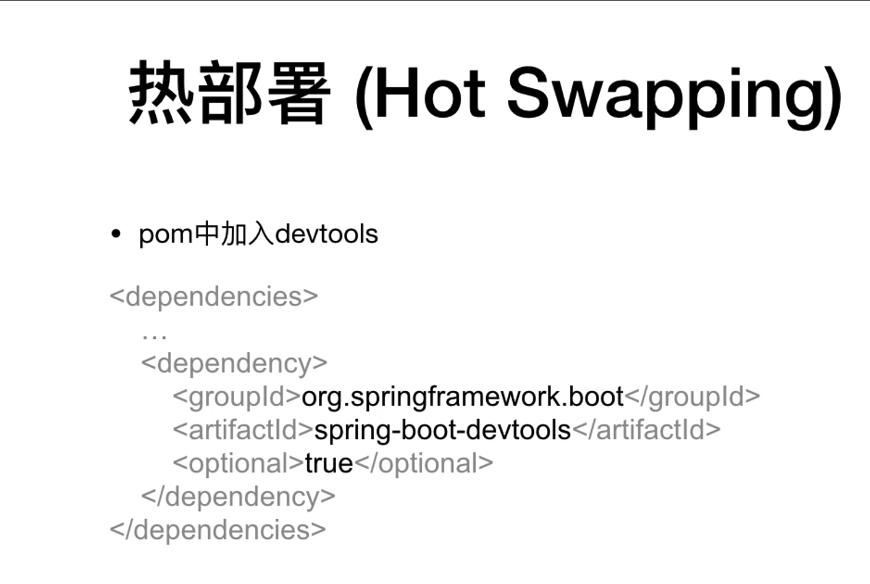 热部署 (Hot Swapping)
• pom中加入devtools
<dependencies>
…
<dependency>
<groupId>org.springframework.boot</groupId>
<artifactId>spring-boot-devtools</artifactId>
<optional>true</optional>
</dependency>
</dependencies>